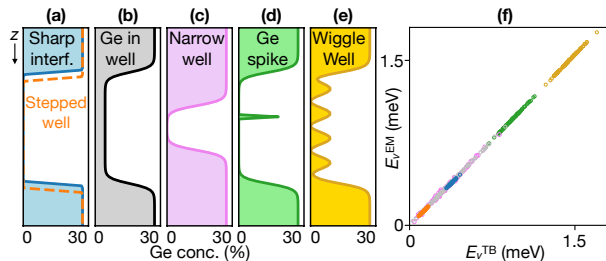 (a) (b) (c) (d) (e) (f)
z
Sharp interf.
Stepped well
Ge in well
Narrow well
Ge spike
Wiggle Well
0 30 0 30 0 30 0 30 0 30
Ge conc. (%)
E_v^EM (meV)
1.5
0
0 1.5
E_v^TB (meV)